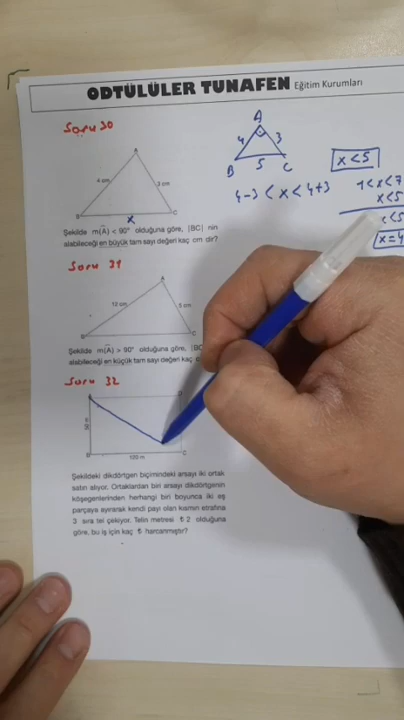 ODTÜLÜLER TUNAFEN Eğitim Kurumları
Soru 30
A
4 cm
3 cm
B
C
x
A
4
3
B
5
C
x<5
4-3 < x < 4+3
1<x<7
x<5
x<5
x=4
Şekilde m(A) < 90° olduğuna göre, |BC| nin
alabileceği en büyük tam sayı değeri kaç cm dir?
Soru 31
A
12 cm
5 cm
B
C
Şekilde m(A) > 90° olduğuna göre, |BC|
alabileceği en küçük tam sayı değeri kaç
Soru 32
A
D
50 m
B
C
Şekildeki dikdörtgen biçimindeki arsayı iki ortak
satın alıyor. Ortaklardan biri arsayı dikdörtgenin
köşegenlerinden herhangi biri boyunca iki eş
parçaya ayırarak kendi payı olan kısmın etrafına
3 sıra tel çekiyor. Telin metresi ₺ 2 olduğuna
göre, bu iş için kaç ₺ harcanmıştır?